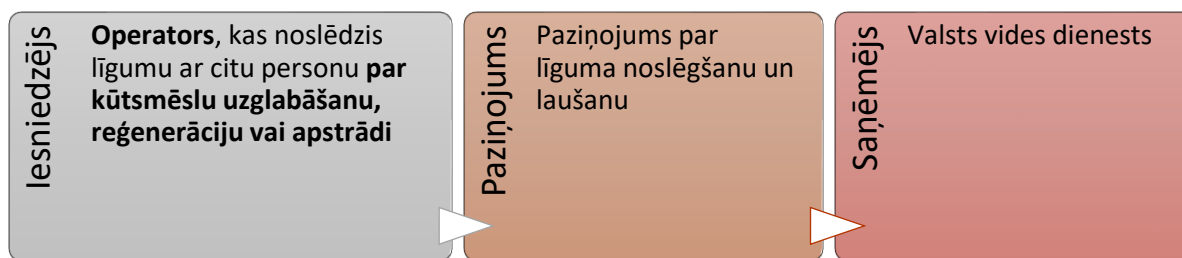 Iesniedzējs
Operators, kas noslēdzis
līgumu ar citu personu par
kūtsmēslu uzglabāšanu,
reģenerāciju vai apstrādi
Paziņojums
Paziņojums par
līguma noslēgšanu un
laušanu
Saņēmējs
Valsts vides dienests